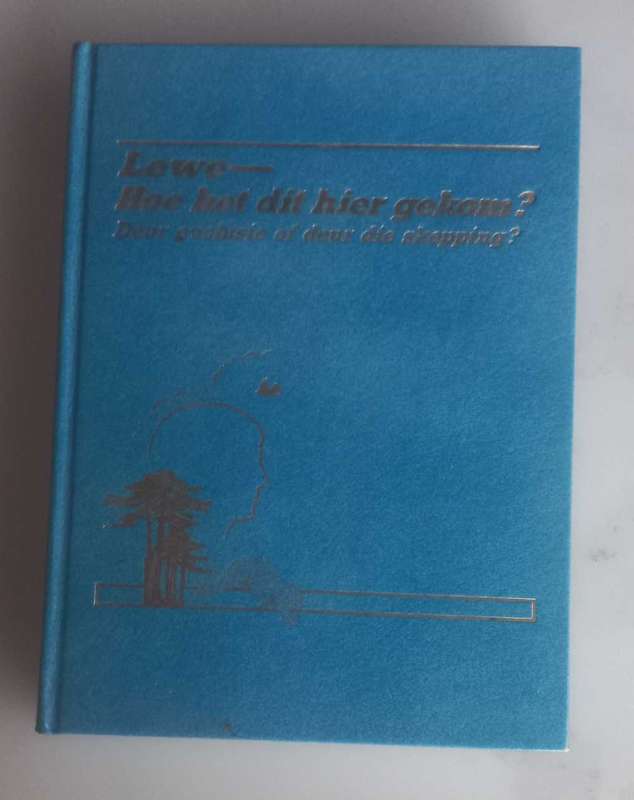 Lewe—
Hoe het dit hier gekom?
Deur evolusie of deur die skepping?